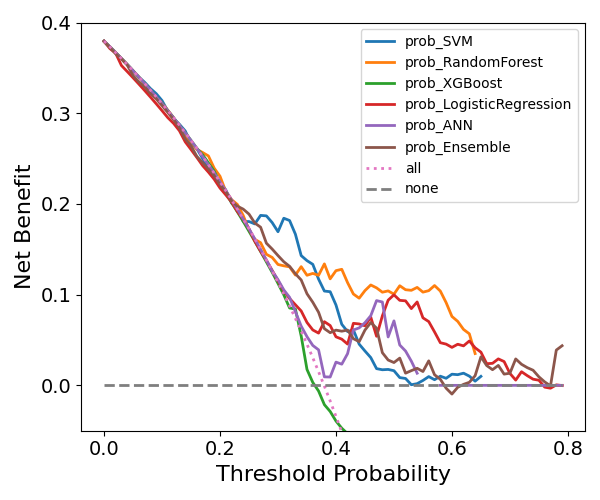 0.4
0.3
0.2
0.1
0.0
Net Benefit
prob_SVM
prob_RandomForest
prob_XGBoost
prob_LogisticRegression
prob_ANN
prob_Ensemble
all
none
0.0 0.2 0.4 0.6 0.8
Threshold Probability